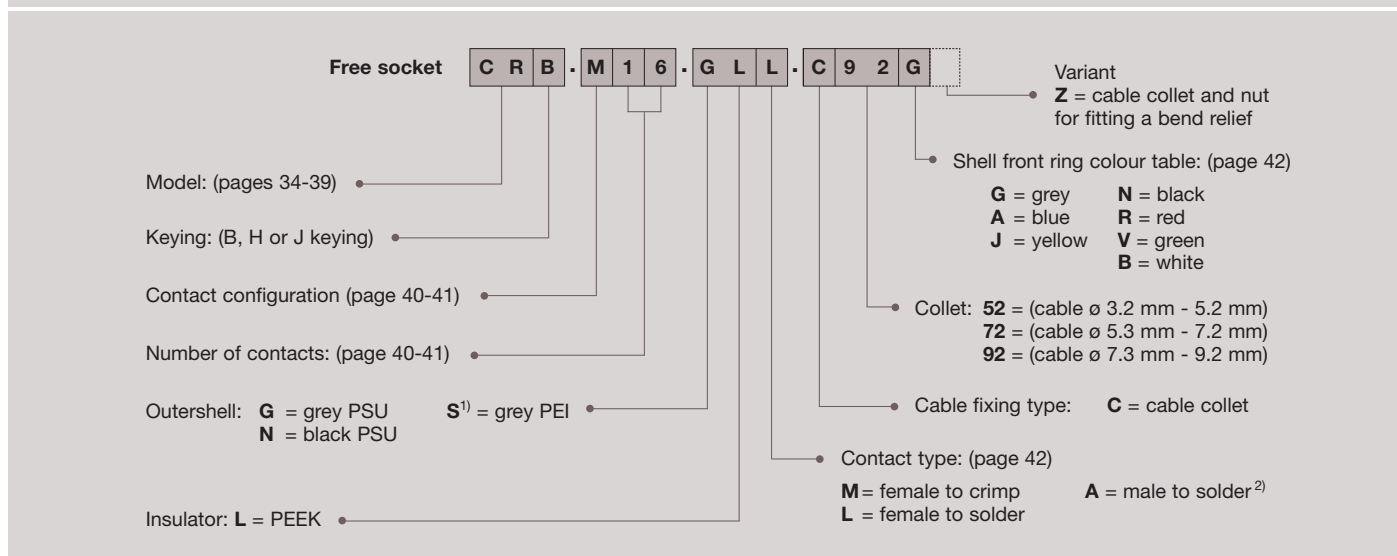 Free socket CRB.M16.GLL.C92G
Variant
Z = cable collet and nut
for fitting a bend relief
Shell front ring colour table: (page 42)
G = grey N = black
A = blue R = red
J = yellow V = green
B = white
Model: (pages 34-39)
Keying: (B, H or J keying)
Contact configuration (page 40-41)
Number of contacts: (page 40-41)
Collet: 52 = (cable ø 3.2 mm - 5.2 mm)
72 = (cable ø 5.3 mm - 7.2 mm)
92 = (cable ø 7.3 mm - 9.2 mm)
Outershell: G = grey PSU S1) = grey PEI
N = black PSU
Cable fixing type: C = cable collet
Contact type: (page 42)
M = female to crimp A = male to solder 2)
L = female to solder
Insulator: L = PEEK